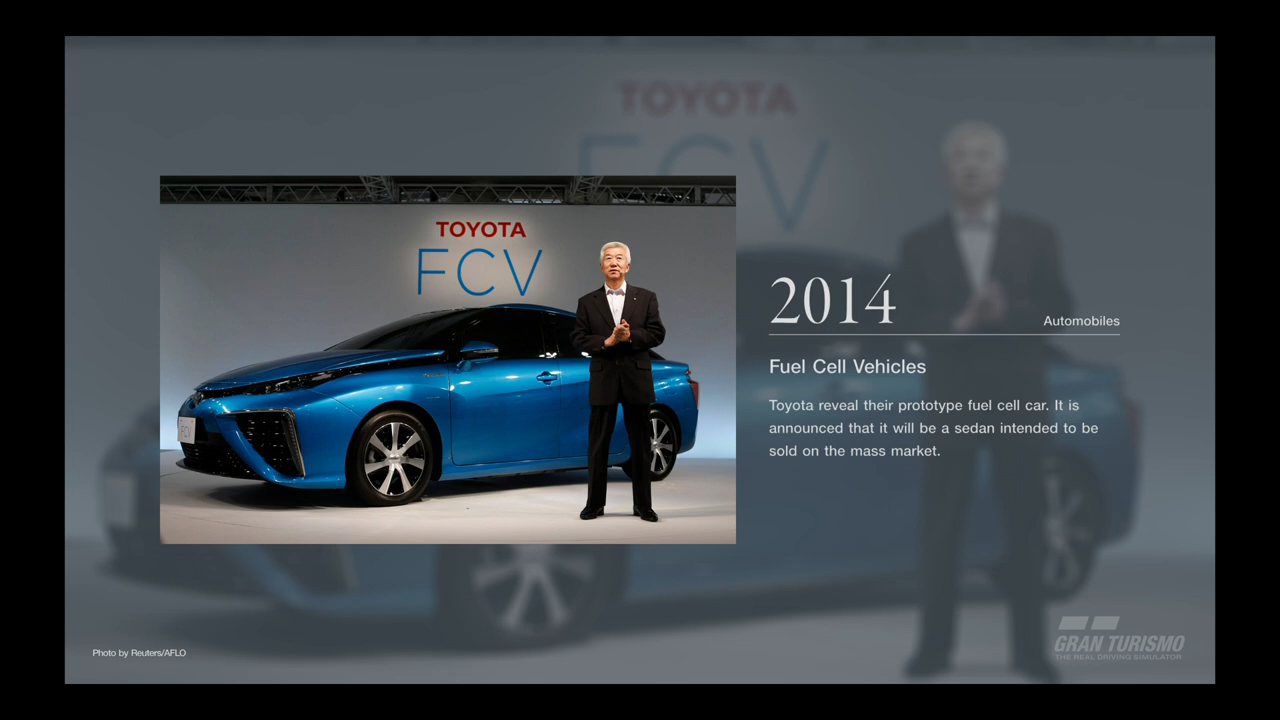 TOYOTA
FCV
FCV
2014
Automobiles
Fuel Cell Vehicles
Toyota reveal their prototype fuel cell car. It is
announced that it will be a sedan intended to be
sold on the mass market.
Photo by Reuters/AFLO
GRAN TURISMO
THE REAL DRIVING SIMULATOR